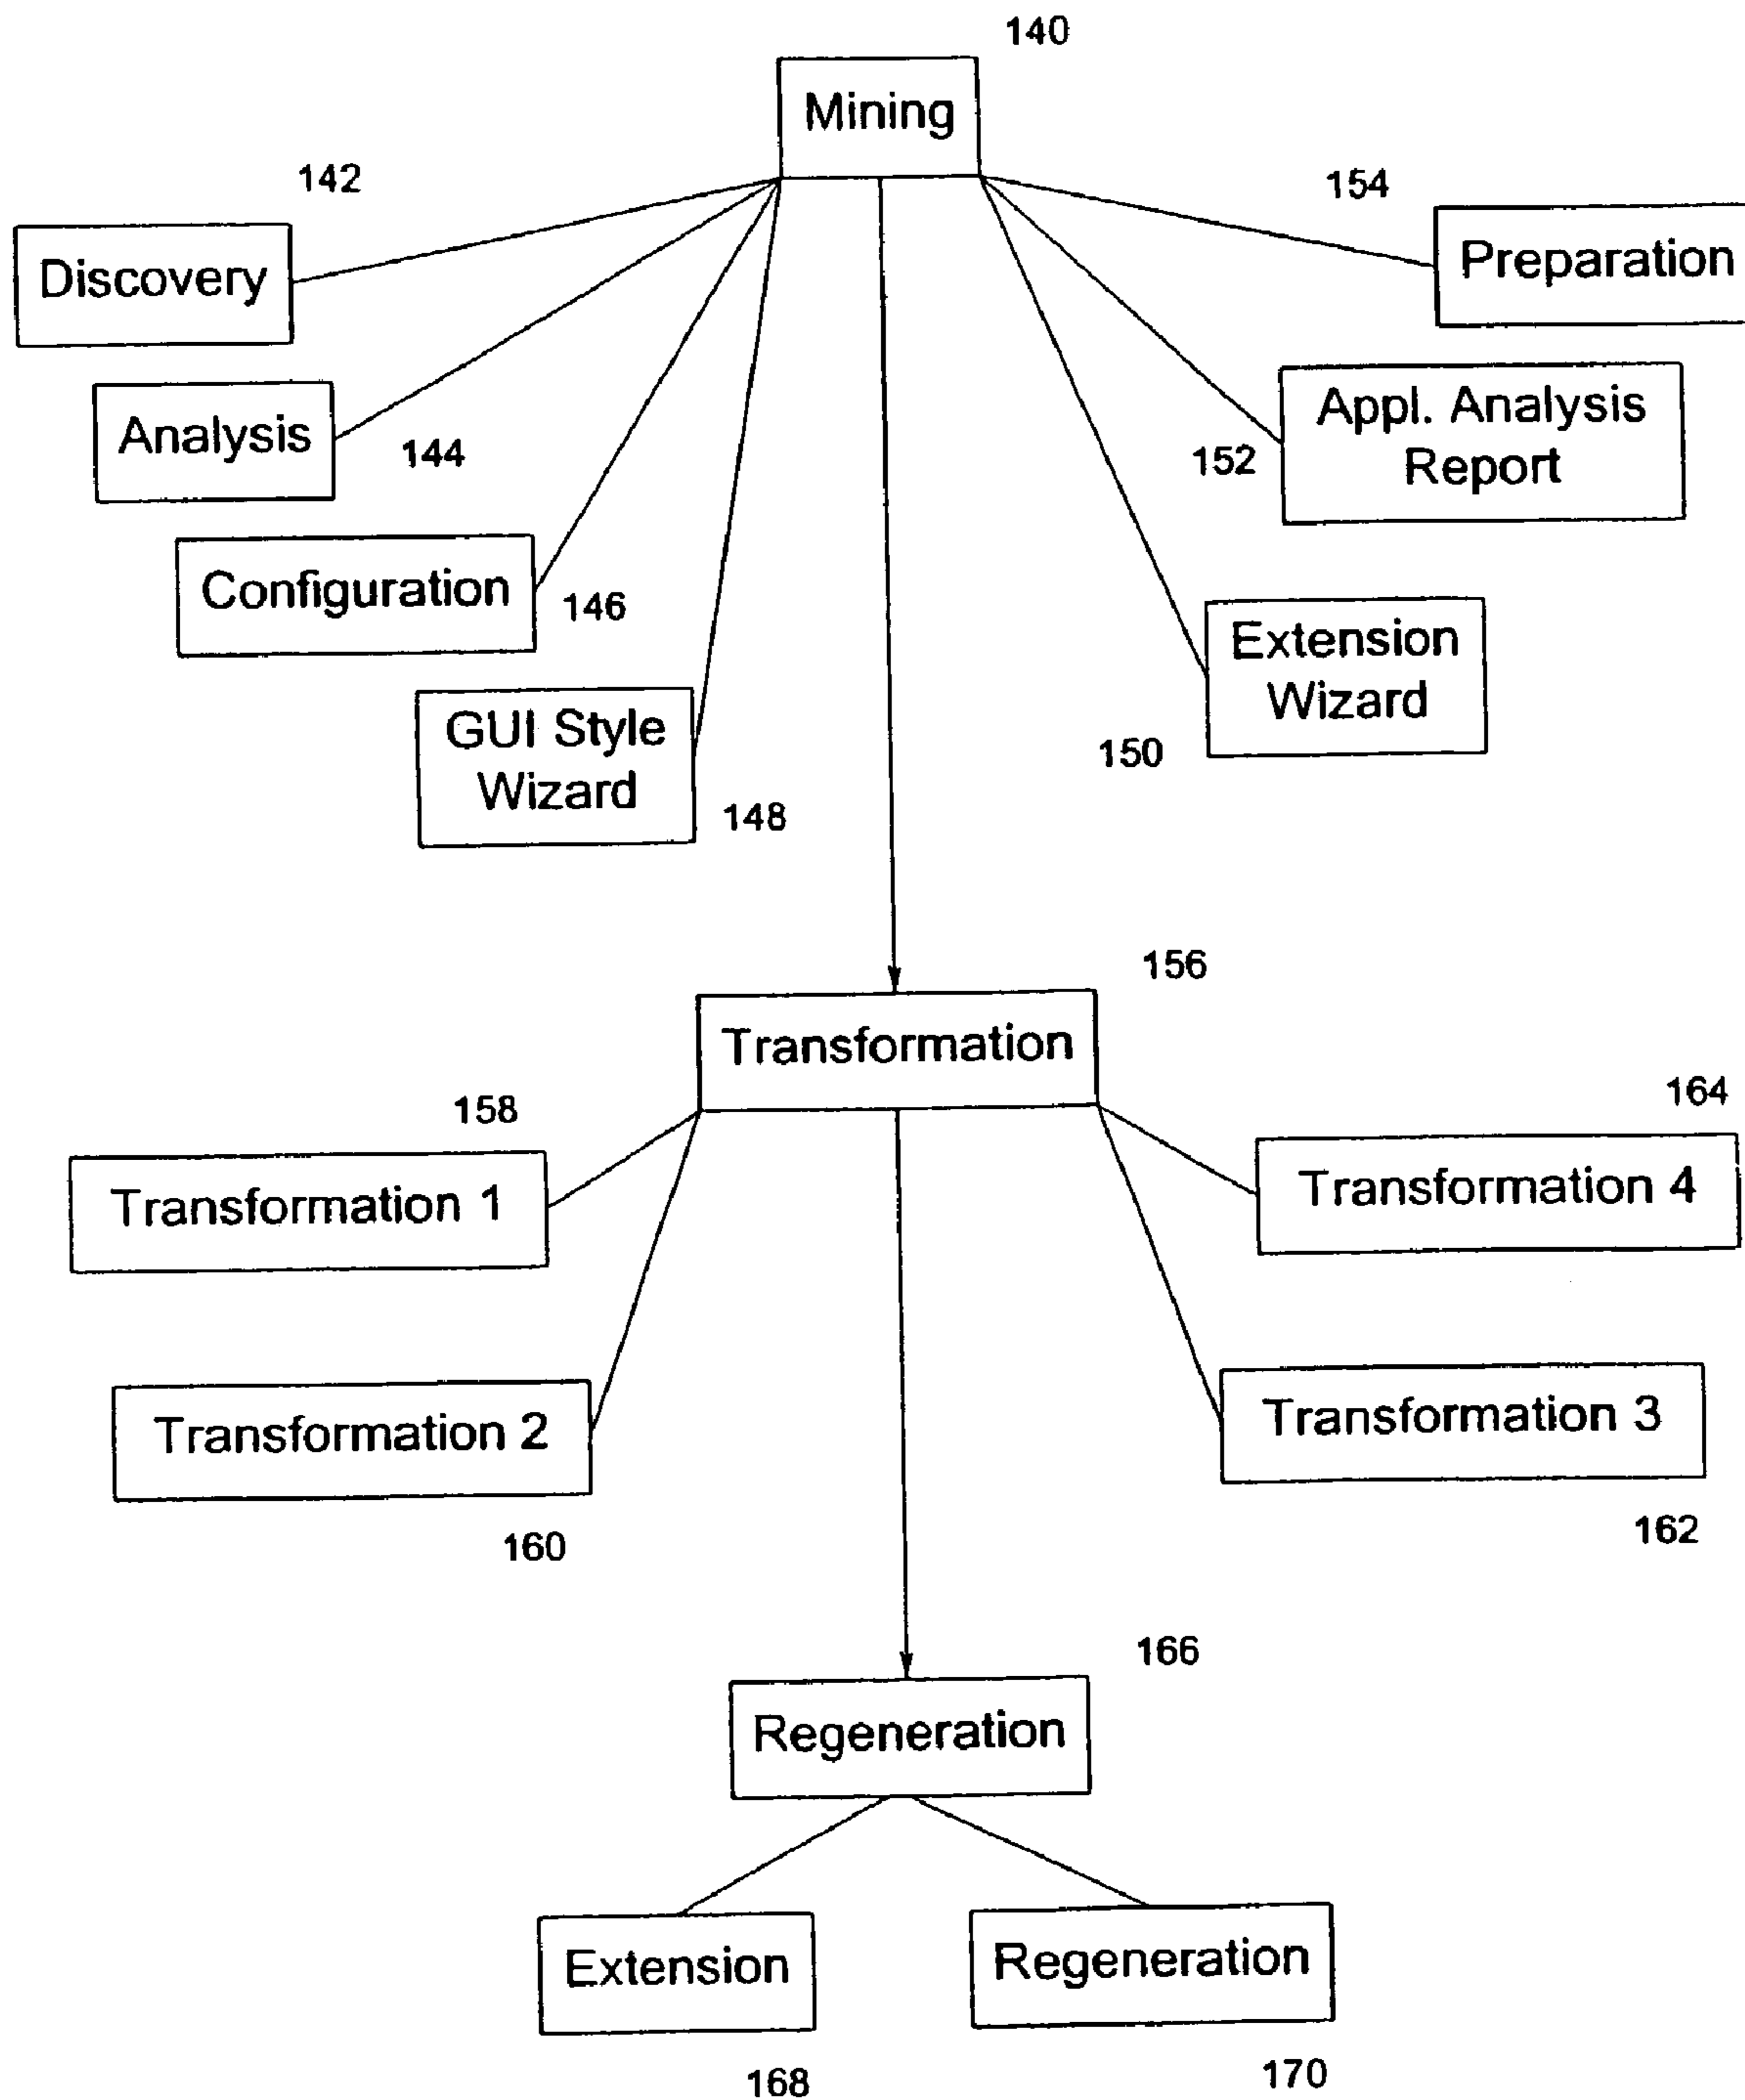 140
Mining
142
154
Discovery
Preparation
Analysis
144
152
Appl. Analysis
Report
Configuration
146
Extension
Wizard
150
GUI Style
Wizard
148
156
Transformation
158
164
Transformation 1
Transformation 4
Transformation 2
Transformation 3
160
162
166
Regeneration
Extension
Regeneration
168
170